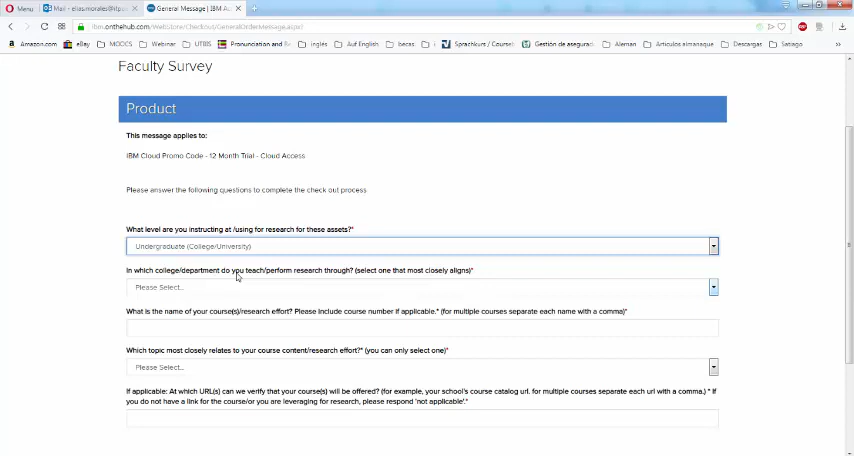 Menu Mail - elias.morales@itp... General Message | IBM Ac
ibm.onthehub.com/WebStore/Checkout/GeneralOrderMessage.aspx
Amazon.com eBay MOOCS Webinar UTBIS Pronunciation and Re inglés Auf English becas Sprachkurs / Course Gestión de asegurad Aleman Articulos almanaque Descargas Satiago »
Faculty Survey
Product
This message applies to:
IBM Cloud Promo Code - 12 Month Trial - Cloud Access
Please answer the following questions to complete the check out process
What level are you instructing at /using for research for these assets?*
Undergraduate (College/University)
In which college/department do you teach/perform research through? (select one that most closely aligns)*
Please Select...
What is the name of your course(s)/research effort? Please include course number if applicable.* (for multiple courses separate each name with a comma)*
Which topic most closely relates to your course content/research effort?* (you can only select one)*
Please Select...
If applicable: At which URL(s) can we verify that your course(s) will be offered? (for example, your school's course catalog url. for multiple courses separate each url with a comma.) * If
you do not have a link for the course/or you are leveraging for research, please respond 'not applicable'.*